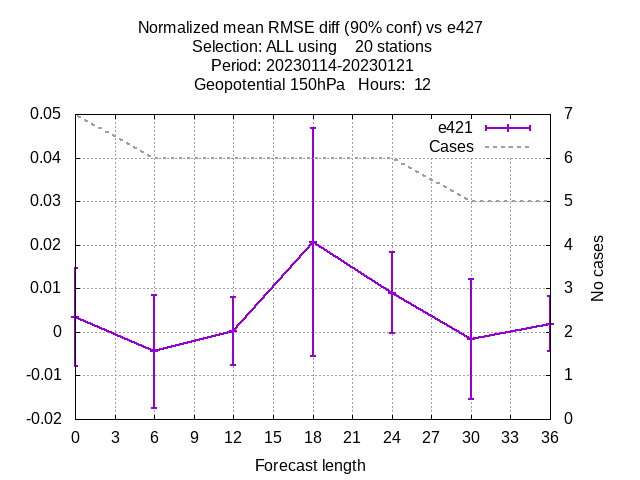 Normalized mean RMSE diff (90% conf) vs e427
Selection: ALL using    20 stations
Period: 20230114-20230121
Geopotential 150hPa   Hours:  12
e421
Cases
0.05
0.04
0.03
0.02
0.01
0
-0.01
-0.02
7
6
5
4
3
2
1
0
No cases
0 3 6 9 12 15 18 21 24 27 30 33 36
Forecast length